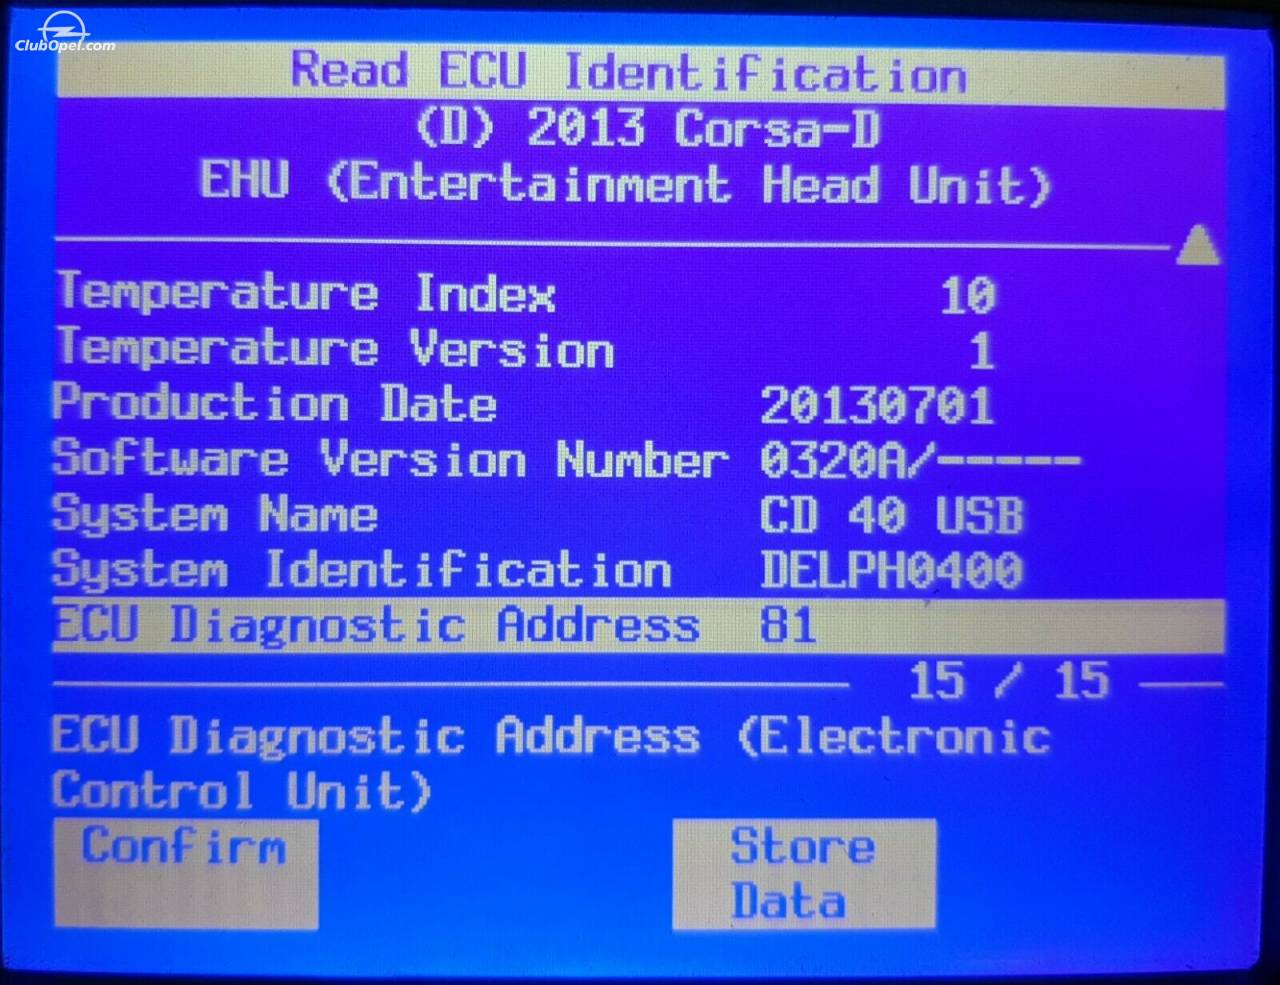 ClubOpel.com
Read ECU Identification
(D) 2013 Corsa-D
EHU (Entertainment Head Unit)
Temperature Index 10
Temperature Version 1
Production Date 20130701
Software Version Number 0320A/-----
System Name CD 40 USB
System Identification DELPH0400
ECU Diagnostic Address 81
15 / 15
ECU Diagnostic Address (Electronic
Control Unit)
Confirm
Store
Data